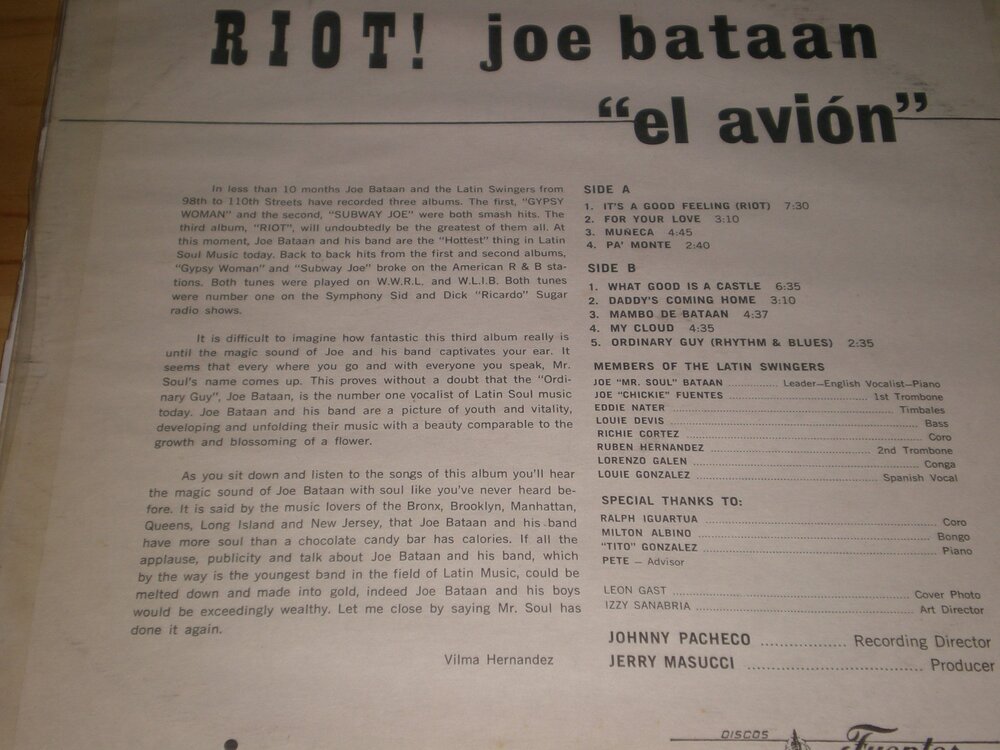 RIOT! joe bataan
"el avión"
In less than 10 months Joe Bataan and the Latin Swingers from
98th to 110th Streets have recorded three albums. The first, "GYPSY
WOMAN" and the second, "SUBWAY JOE" were both smash hits. The
third album, "RIOT", will undoubtedly be the greatest of them all. At
this moment, Joe Bataan and his band are the "Hottest" thing in Latin
Soul Music today. Back to back hits from the first and second albums,
"Gypsy Woman" and "Subway Joe" broke on the American R & B sta-
tions. Both tunes were played on W.W.R.L. and W.L.I.B. Both tunes
were number one on the Symphony Sid and Dick "Ricardo" Sugar
radio shows.
It is difficult to imagine how fantastic this third album really is
until the magic sound of Joe and his band captivates your ear. It
seems that every where you go and with everyone you speak, Mr.
Soul's name comes up. This proves without a doubt that the "Ordi-
nary Guy", Joe Bataan, is the number one vocalist of Latin Soul music
today. Joe Bataan and his band are a picture of youth and vitality,
developing and unfolding their music with a beauty comparable to the
growth and blossoming of a flower.
As you sit down and listen to the songs of this album you'll hear
the magic sound of Joe Bataan with soul like you've never heard be-
fore. It is said by the music lovers of the Bronx, Brooklyn, Manhattan,
Queens, Long Island and New Jersey, that Joe Bataan and his band
have more soul than a chocolate candy bar has calories. If all the
applause, publicity and talk about Joe Bataan and his band, which
by the way is the youngest band in the field of Latin Music, could be
melted down and made into gold, indeed Joe Bataan and his boys
would be exceedingly wealthy. Let me close by saying Mr. Soul has
done it again.
Vilma Hernandez
SIDE A
1. IT'S A GOOD FEELING (RIOT) 7:30
2. FOR YOUR LOVE 3:10
3. MUÑECA 4:45
4. PA' MONTE 2:40
SIDE B
1. WHAT GOOD IS A CASTLE 6:35
2. DADDY'S COMING HOME 3:10
3. MAMBO DE BATAAN 4:37
4. MY CLOUD 4:35
5. ORDINARY GUY (RHYTHM & BLUES) 2:35
MEMBERS OF THE LATIN SWINGERS
JOE "MR. SOUL" BATAAN ............. Leader—English Vocalist—Piano
JOE "CHICKIE" FUENTES ............. 1st Trombone
EDDIE NATER ............. Timbales
LOUIE DEVIS ............. Bass
RICHIE CORTEZ ............. Coro
RUBEN HERNANDEZ ............. 2nd Trombone
LORENZO GALEN ............. Conga
LOUIE GONZALEZ ............. Spanish Vocal
SPECIAL THANKS TO:
RALPH IGUARTUA ............. Coro
MILTON ALBINO ............. Bongo
"TITO" GONZALEZ ............. Piano
PETE — Advisor
LEON GAST ............. Cover Photo
IZZY SANABRIA ............. Art Director
JOHNNY PACHECO ............. Recording Director
JERRY MASUCCI ............. Producer
DISCOS
Fuentes